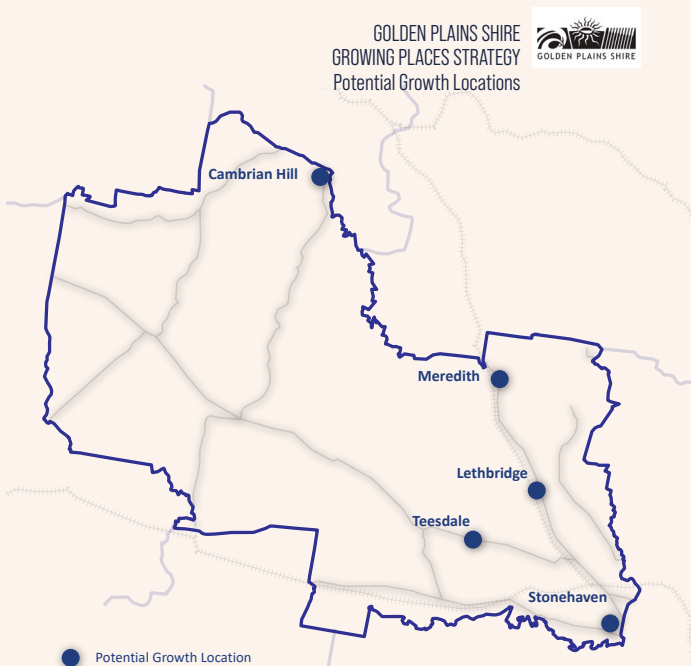 GOLDEN PLAINS SHIRE
GROWING PLACES STRATEGY
Potential Growth Locations
GOLDEN PLAINS SHIRE
Cambrian Hill
Meredith
Lethbridge
Teesdale
Stonehaven
Potential Growth Location